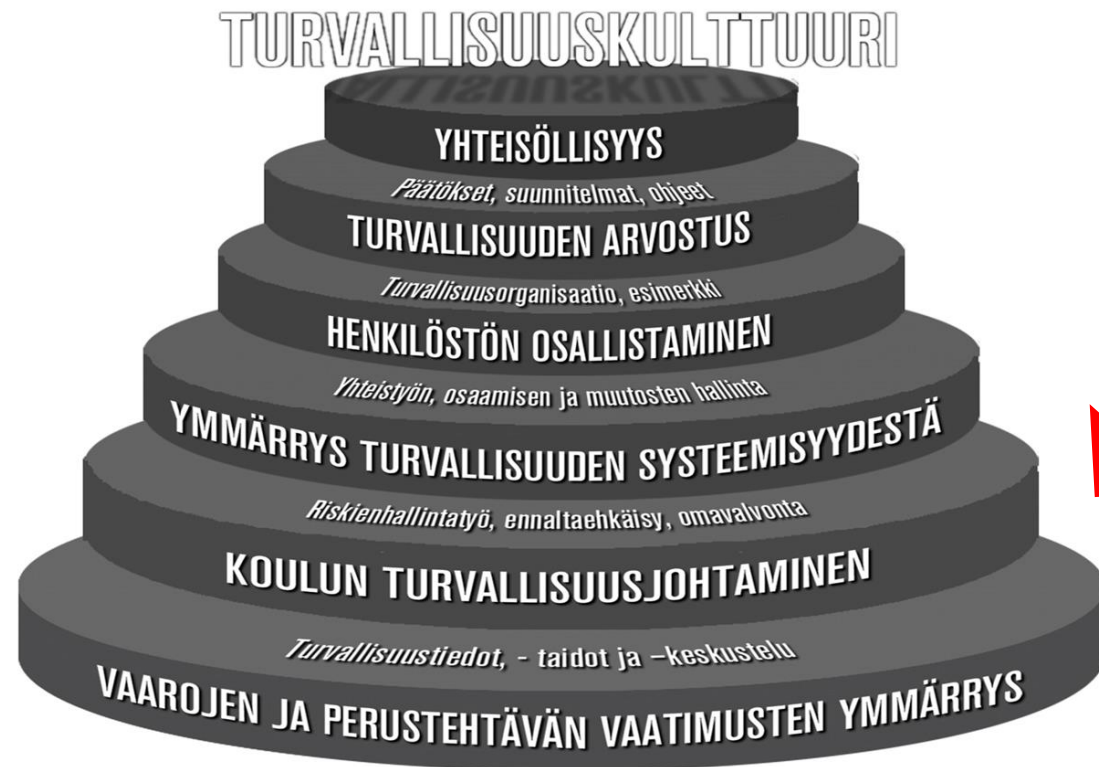 TURVALLISUUSKULTTUURI
YHTEISÖLLISYYS
Päätökset, suunnitelmat, ohjeet
TURVALLISUUDEN ARVOSTUS
Turvallisuusorganisaatio, esimerkki
HENKILÖSTÖN OSALLISTAMINEN
Yhteistyön, osaamisen ja muutosten hallinta
YMMÄRRYS TURVALLISUUDEN SYSTEEMISYYDESTÄ
Riskienhallintatyö, ennaltaehkäisy, omavalvonta
KOULUN TURVALLISUUSJOHTAMINEN
Turvallisuustiedot, - taidot ja –keskustelu
VAAROJEN JA PERUSTEHTÄVÄN VAATIMUSTEN YMMÄRRYS